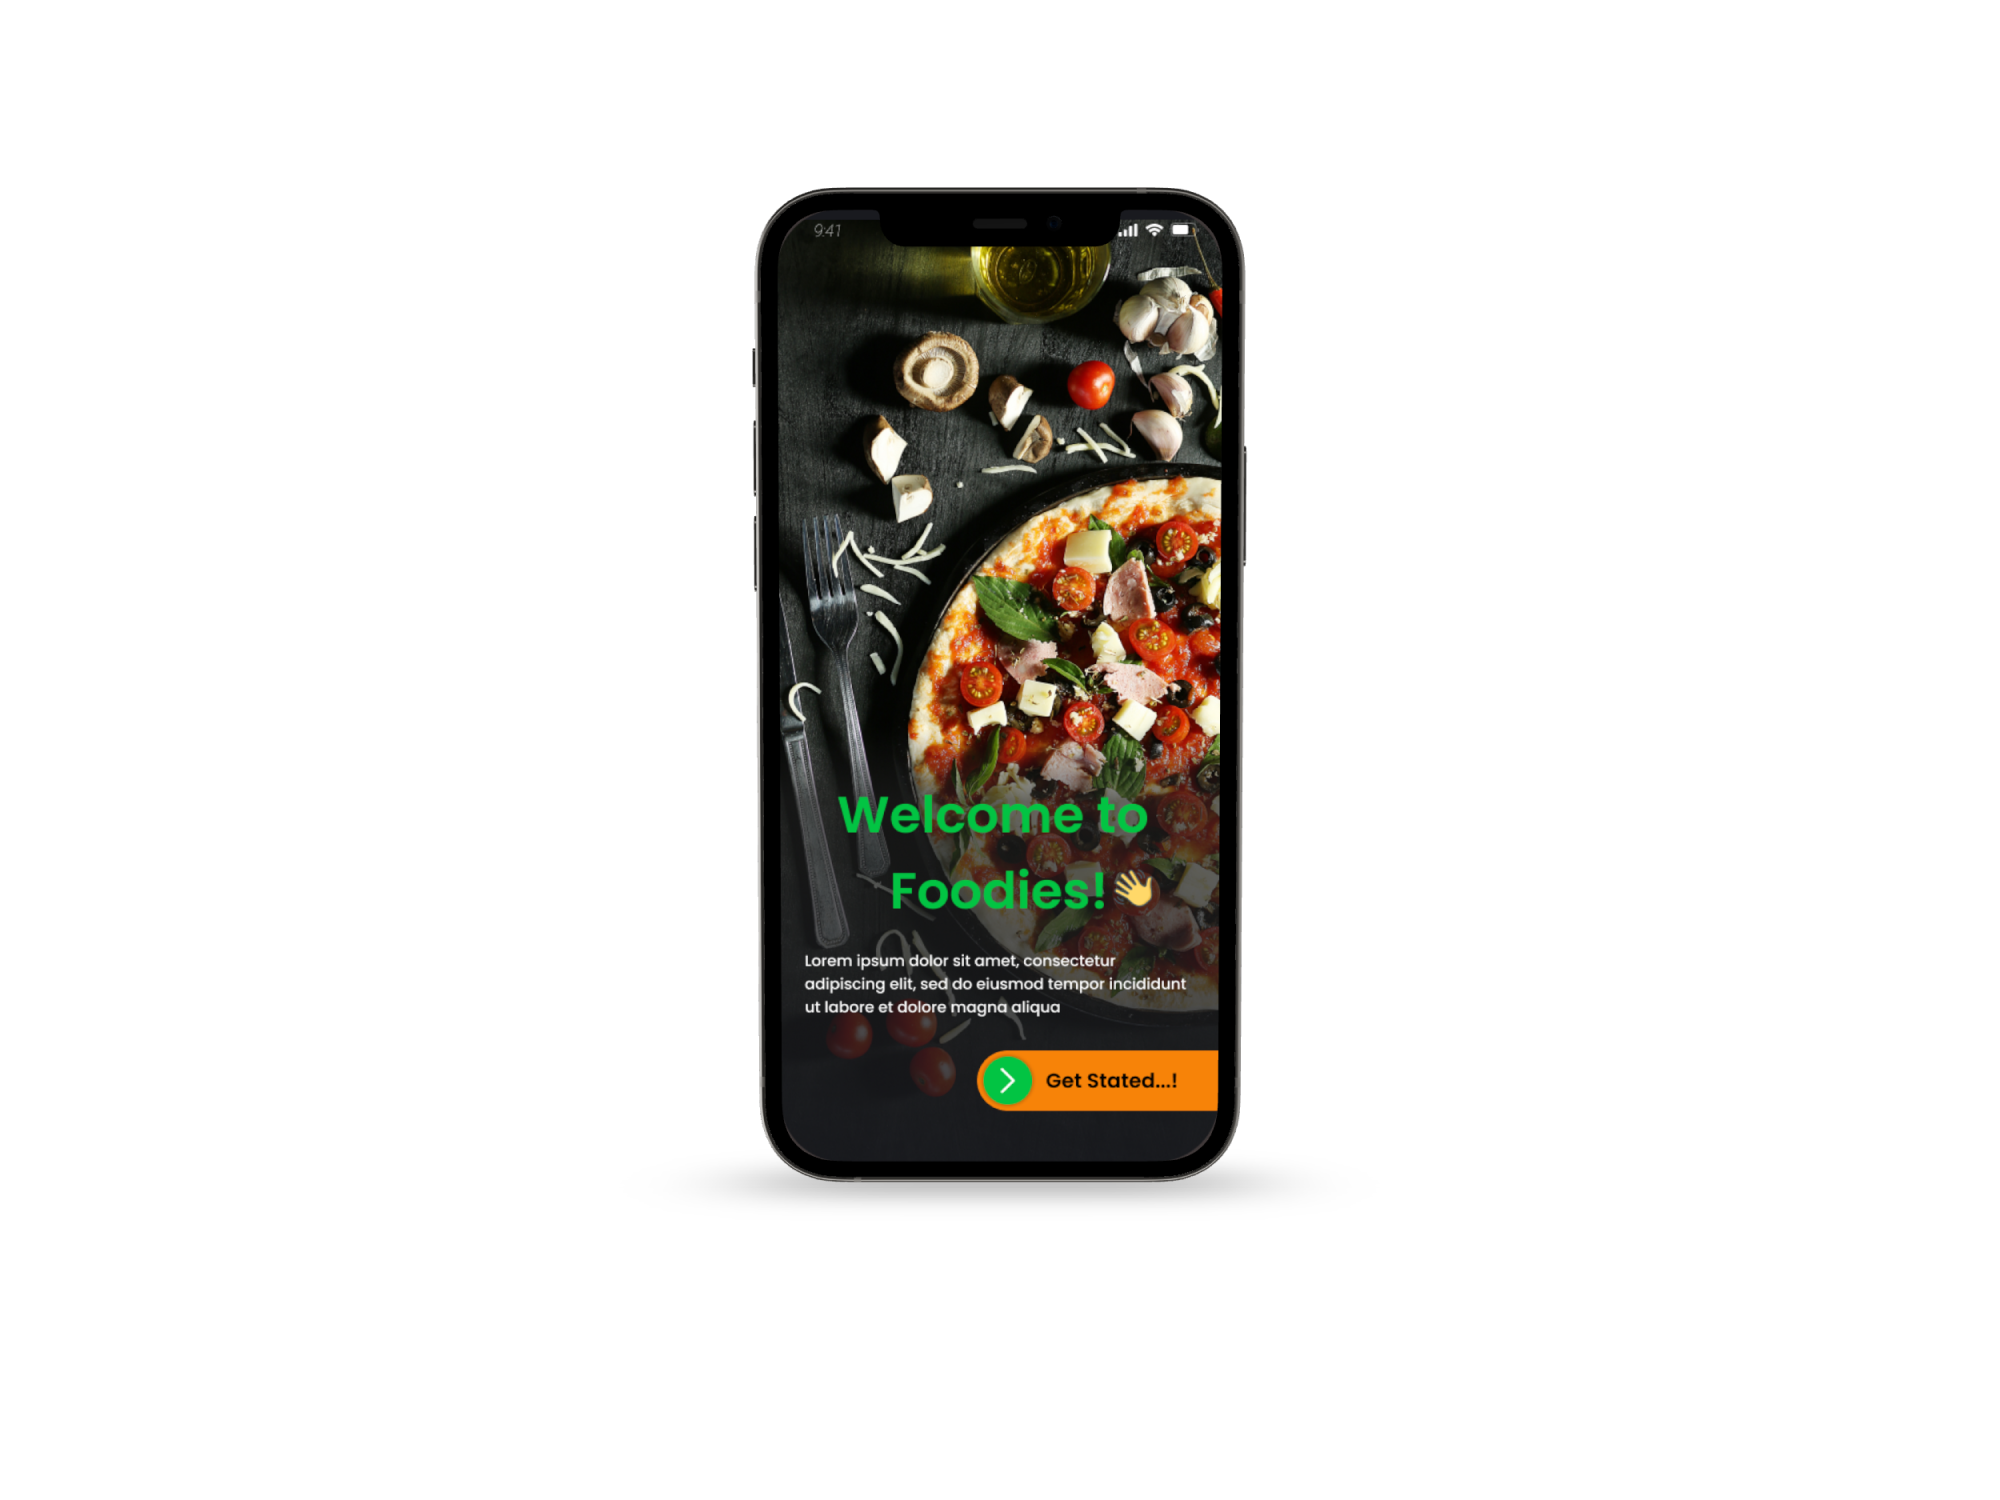 9:41
Welcome to
Foodies!👋
Lorem ipsum dolor sit amet, consectetur
adipiscing elit, sed do eiusmod tempor incididunt
ut labore et dolore magna aliqua
Get Stated...!